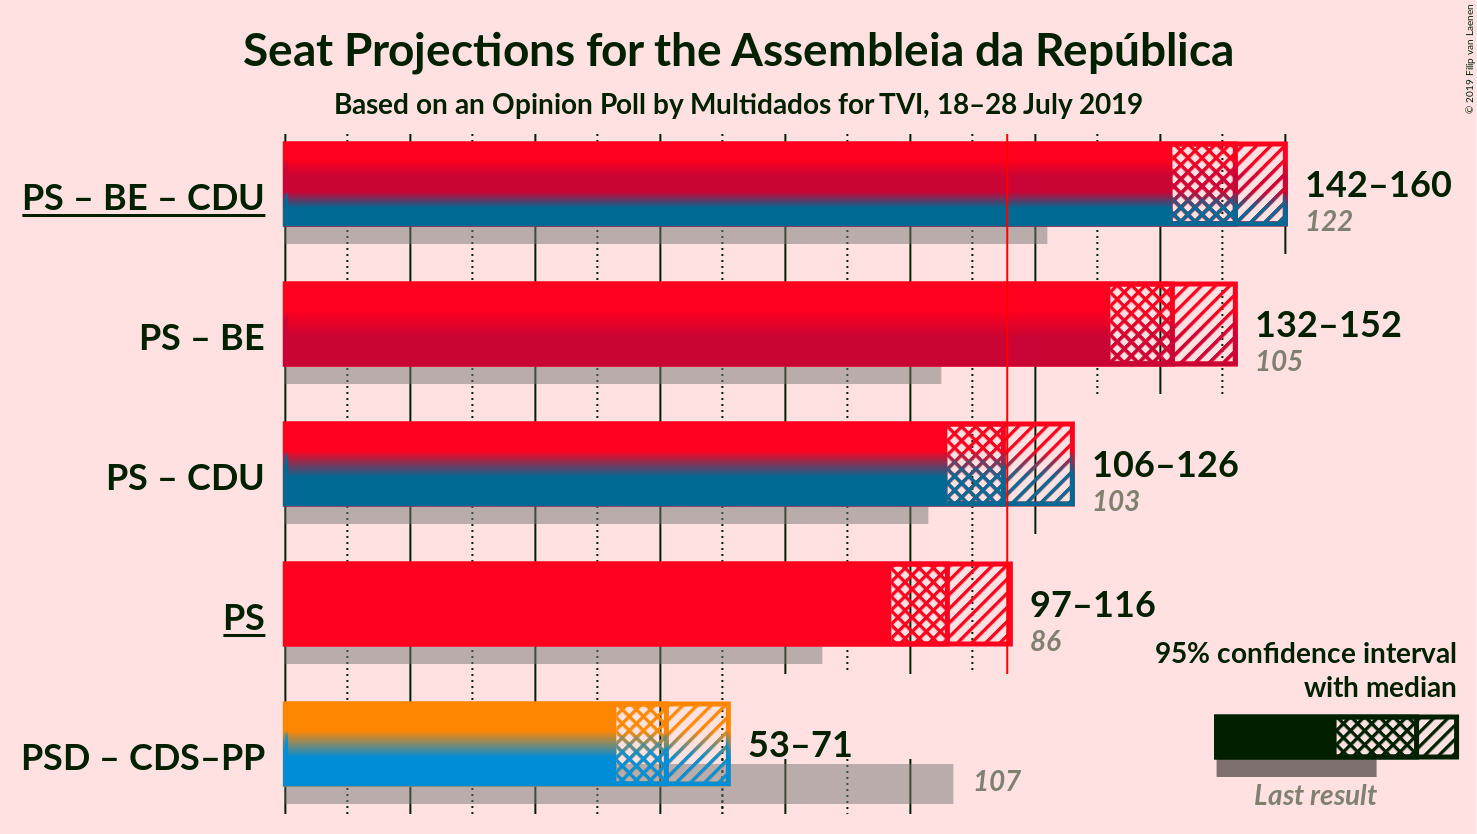 Seat Projections for the Assembleia da República
Based on an Opinion Poll by Multidados for TVI, 18–28 July 2019
© 2019 Filip van Laenen
PS – BE – CDU
142–160
122
PS – BE
132–152
105
PS – CDU
106–126
103
PS
97–116
86
PSD – CDS–PP
53–71
107
95% confidence interval
with median
Last result